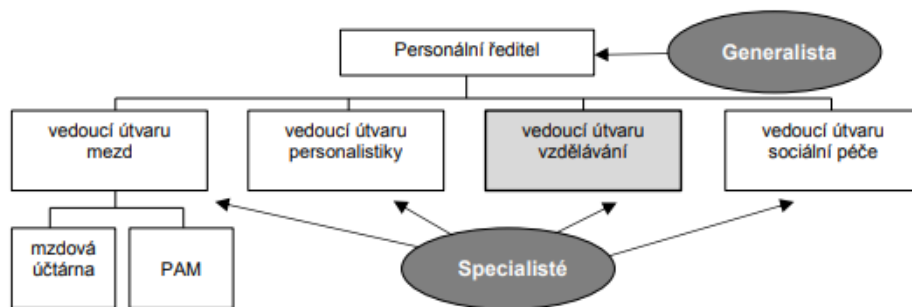 Personální ředitel
Generalista
vedoucí útvaru
mezd
vedoucí útvaru
personalistiky
vedoucí útvaru
vzdělávání
vedoucí útvaru
sociální péče
mzdová
účtárna
PAM
Specialisté